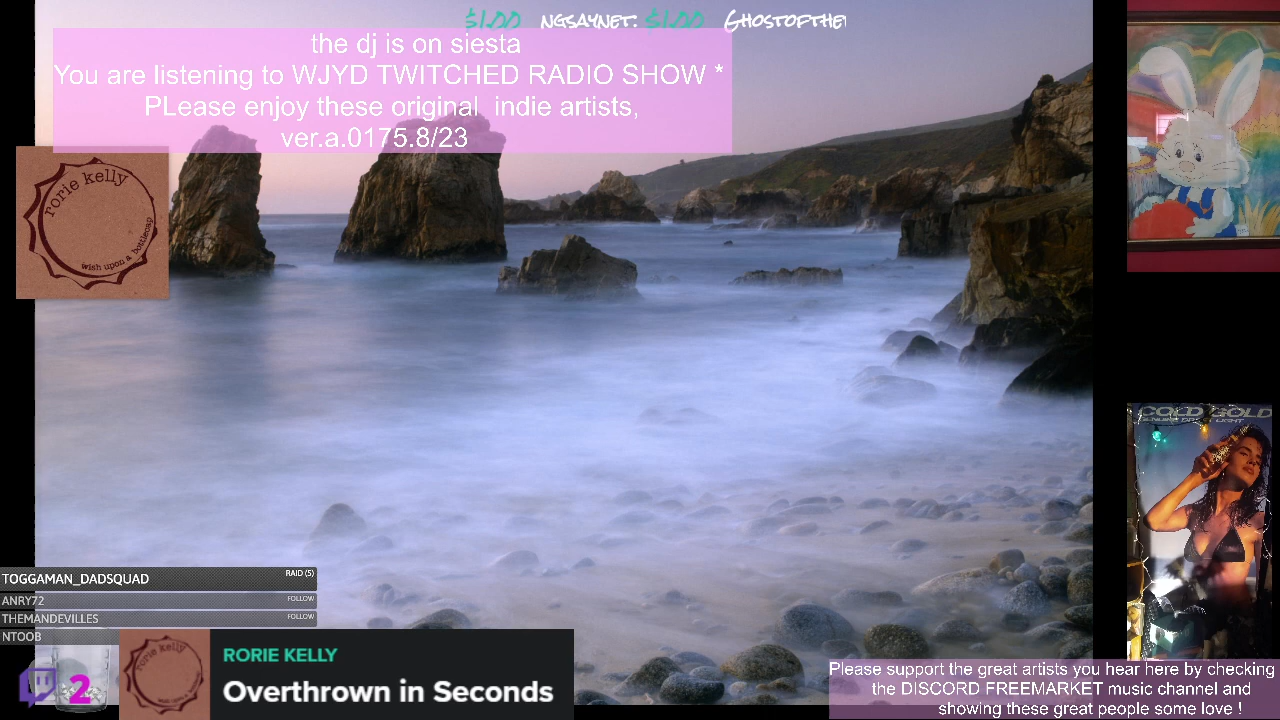 $1.00 NGSAYNET: $1.00 GHOSTOFTHE
the dj is on siesta
You are listening to WJYD TWITCHED RADIO SHOW *
PLease enjoy these original indie artists,
ver.a.0175.8/23
rorie kelly
wish upon a bottlecap
COLD GOLD
TOGGAMAN_DADSQUAD RAID (5)
ANRY72 FOLLOW
THEMANDEVILLES FOLLOW
NTOOB
2
rorie kelly
RORIE KELLY
Overthrown in Seconds
Please support the great artists you hear here by checking
the DISCORD FREEMARKET music channel and
showing these great people some love !